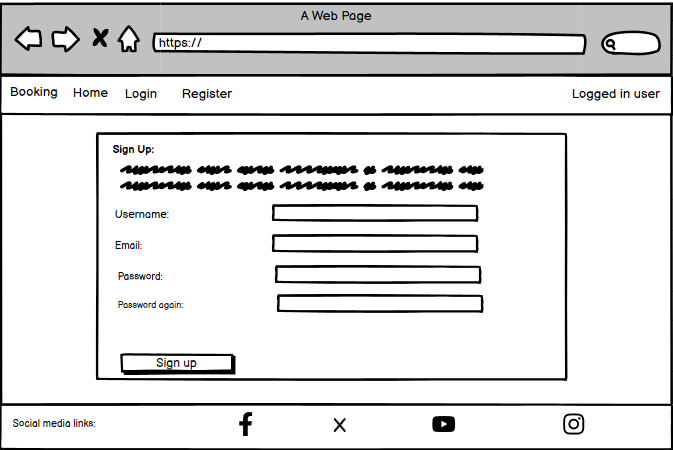 A Web Page
https://
Booking Home Login Register Logged in user
Sign Up:
Username:
Email:
Password:
Password again:
Sign up
Social media links: